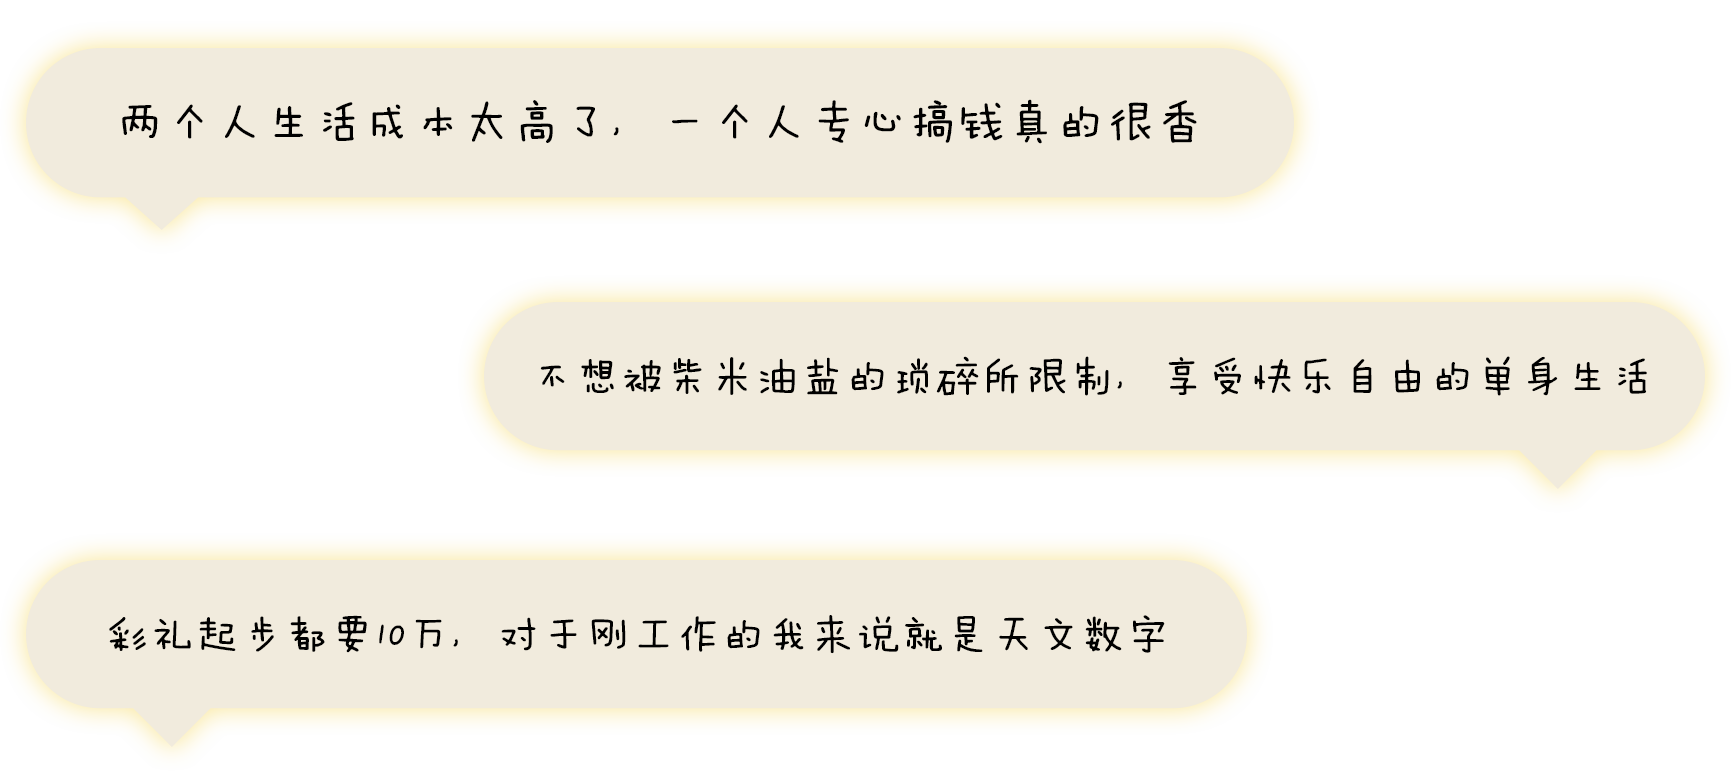 两个人生活成本太高了，一个人专心搞钱真的很香
不想被柴米油盐的琐碎所限制，享受快乐自由的单身生活
彩礼起步都要10万，对于刚工作的我来说就是天文数字